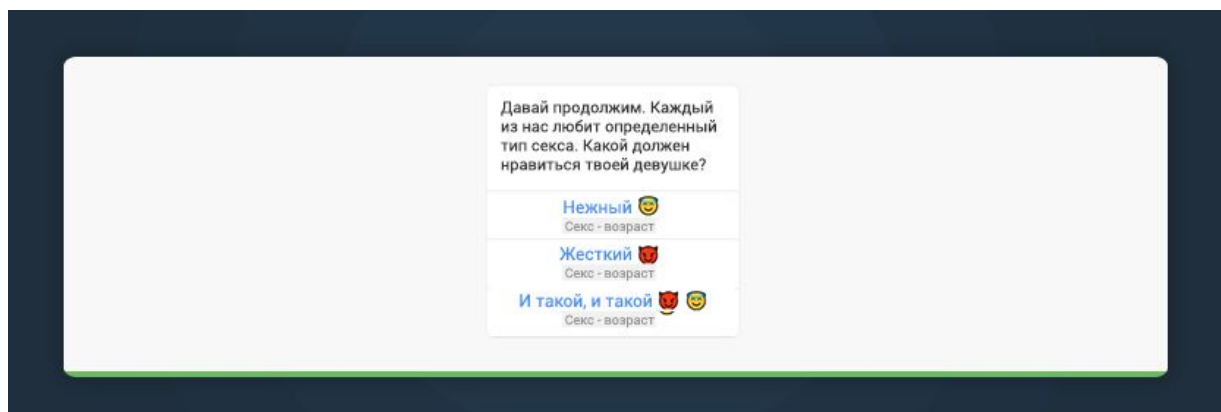 Давай продолжим. Каждый
из нас любит определенный
тип секса. Какой должен
нравиться твоей девушке?
Нежный 😇
Секс - возраст
Жесткий 😈
Секс - возраст
И такой, и такой 😈 😇
Секс - возраст